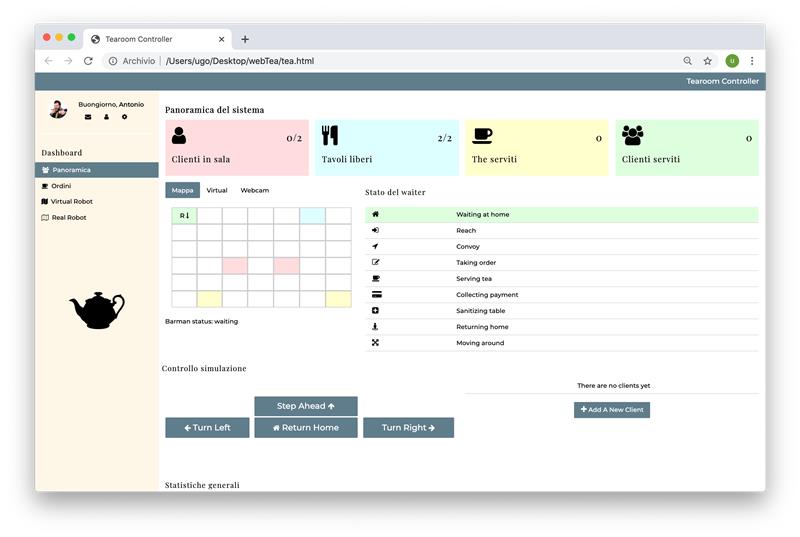 Tearoom Controller
Archivio
/Users/ugo/Desktop/webTea/tea.html
u
Tearoom Controller
Buongiorno, Antonio
Dashboard
Panoramica
Ordini
Virtual Robot
Real Robot
Panoramica del sistema
0/2
Clienti in sala
2/2
Tavoli liberi
0
The serviti
0
Clienti serviti
Mappa
Virtual
Webcam
R
Barman status: waiting
Stato del waiter
Waiting at home
Reach
Convoy
Taking order
Serving tea
Collecting payment
Sanitizing table
Returning home
Moving around
Controllo simulazione
Step Ahead
Turn Left
Return Home
Turn Right
There are no clients yet
Add A New Client
Statistiche generali